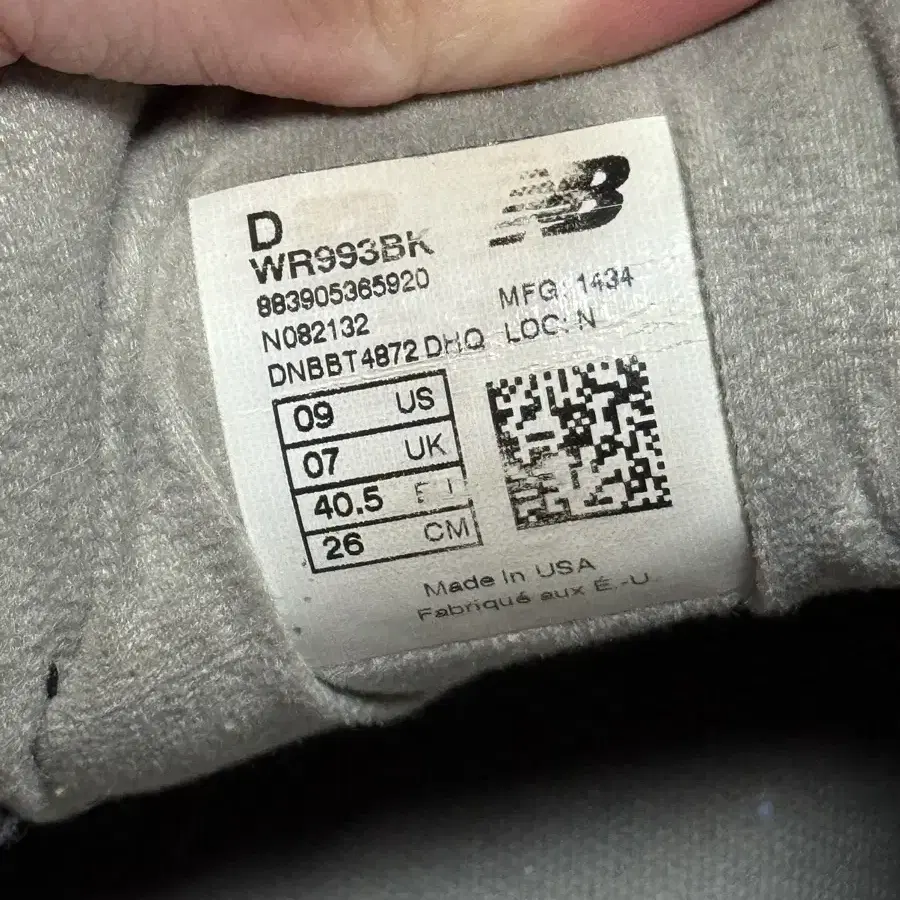 D
NB
WR993BK
883905365920
MFG: 1434
N082132
LOC: N
DNBBT4872 DHQ
09 US
07 UK
40.5
26 CM
Made In USA
Fabriqué aux É.-U.